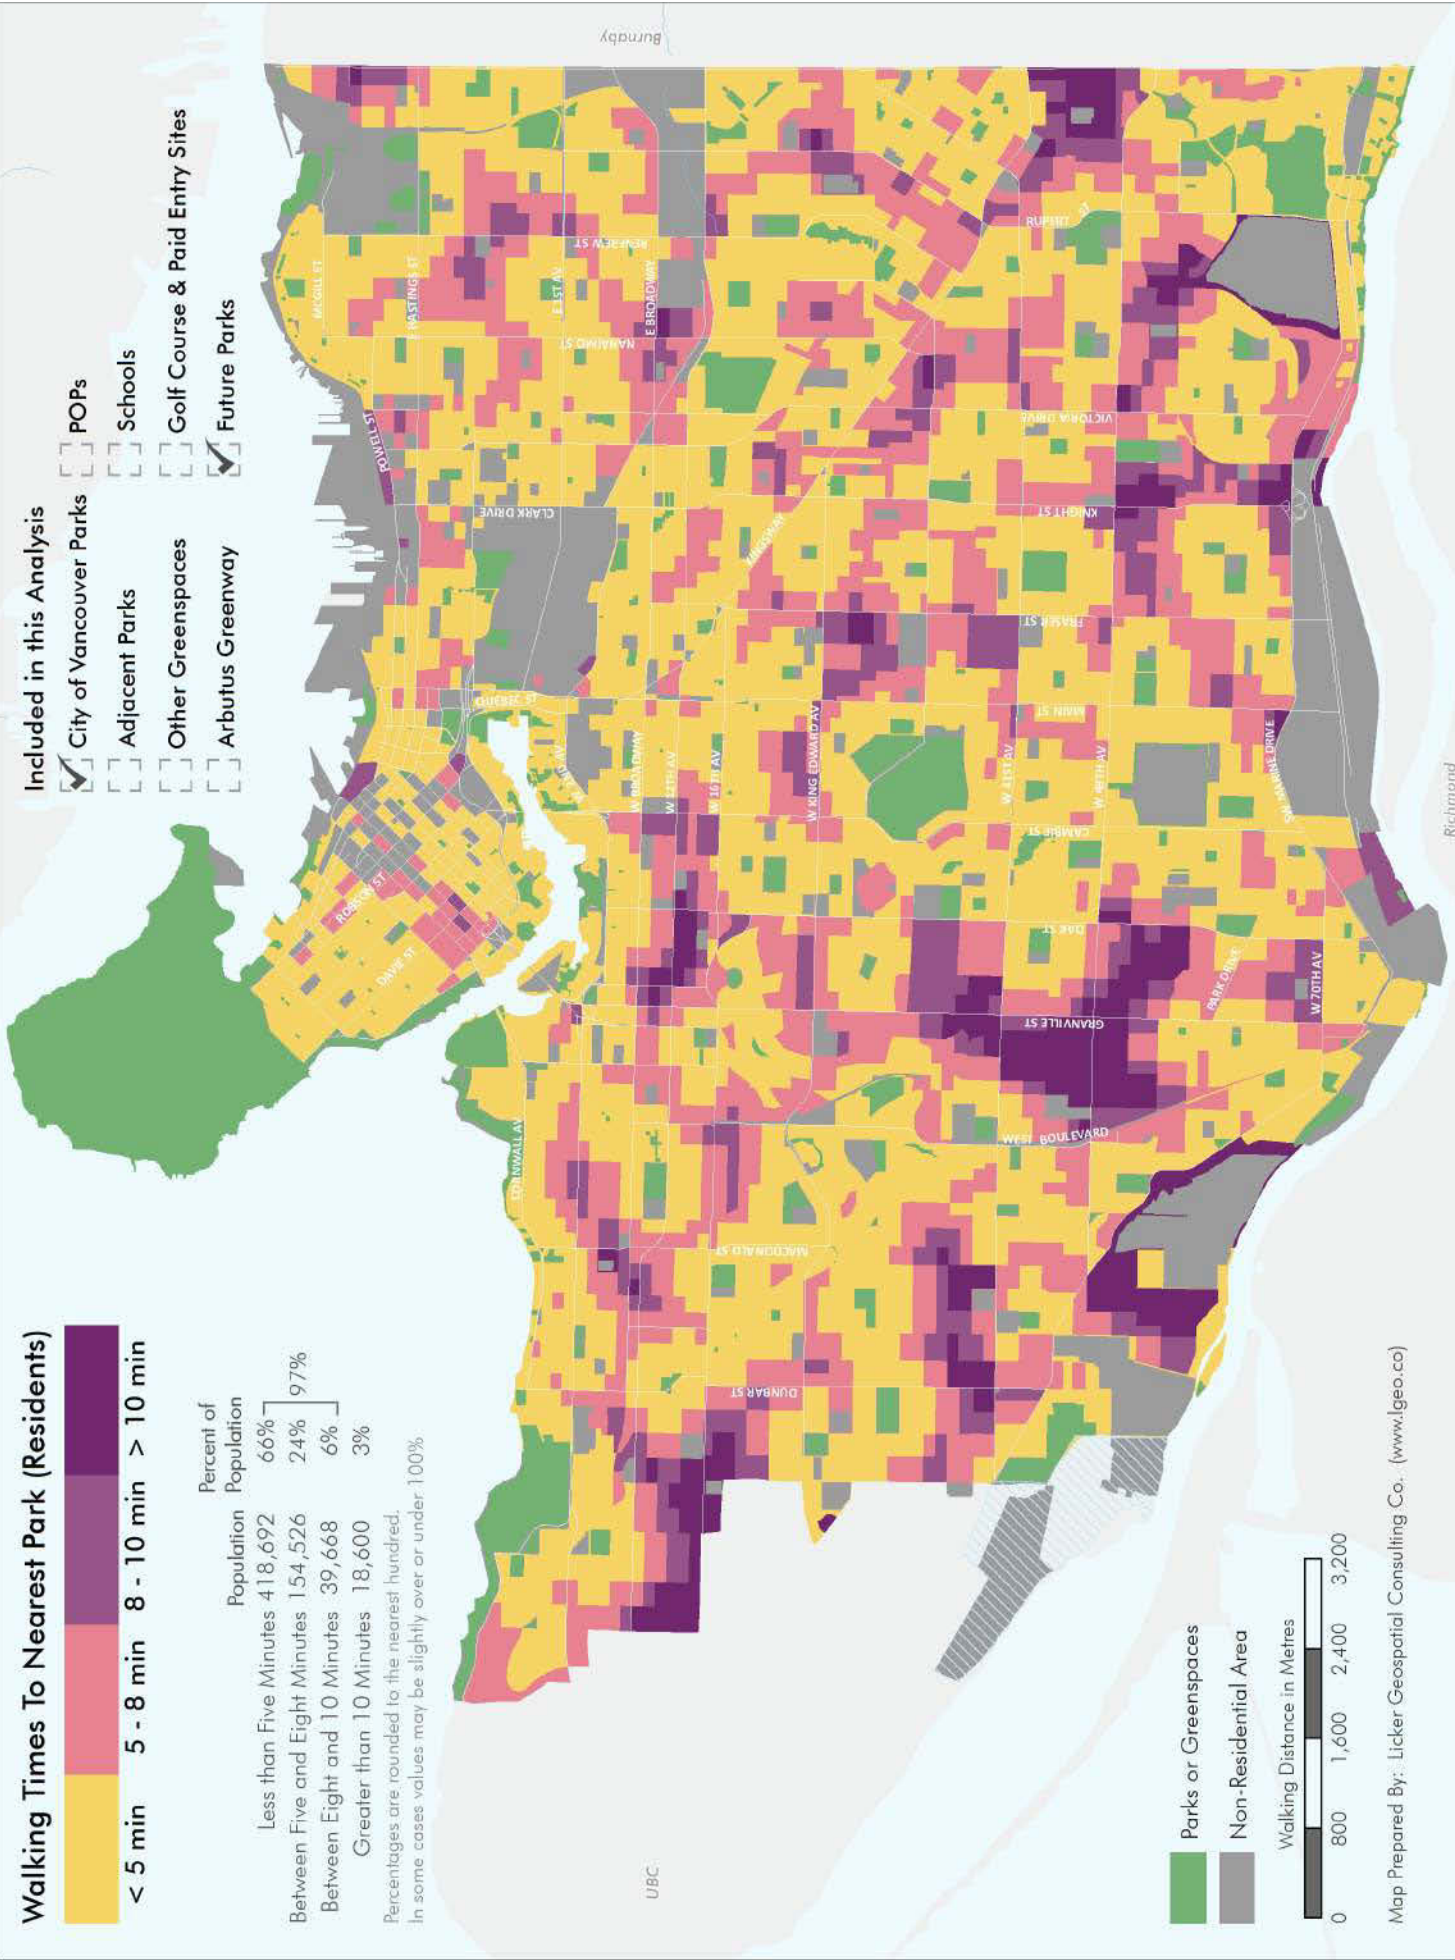 Walking Times To Nearest Park (Residents)
< 5 min
5 - 8 min
8 - 10 min
> 10 min
Population
Percent of
Population
Less than Five Minutes 418,692 66%
Between Five and Eight Minutes 154,526 24%
Between Eight and 10 Minutes 39,668 6%
Greater than 10 Minutes 18,600 3%
97%
Percentages are rounded to the nearest hundred.
In some cases values may be slightly over or under 100%
Included in this Analysis
City of Vancouver Parks
POPs
Adjacent Parks
Schools
Other Greenspaces
Golf Course & Paid Entry Sites
Arbutus Greenway
Future Parks
Burnaby
UBC
Richmond
MCGILL ST
HASTINGS ST
POWELL ST
E 1ST AV
E BROADWAY
RENFREW ST
NANAIMO ST
RUPERT ST
VICTORIA DRIVE
CLARK DRIVE
KNIGHT ST
KINGSWAY
FRASER ST
QUEBEC ST
MAIN ST
ROBSON ST
DAVIE ST
W BROADWAY
W 12TH AV
W 16TH AV
W KING EDWARD AV
W 41ST AV
W 49TH AV
SW MARINE DRIVE
CAMBIE ST
OAK ST
PARK DRIVE
W 70TH AV
GRANVILLE ST
WEST BOULEVARD
CORNWALL AV
MACDONALD ST
DUNBAR ST
Parks or Greenspaces
Non-Residential Area
Walking Distance in Metres
0 800 1,600 2,400 3,200
Map Prepared By: Licker Geospatial Consulting Co. (www.lgeo.co)